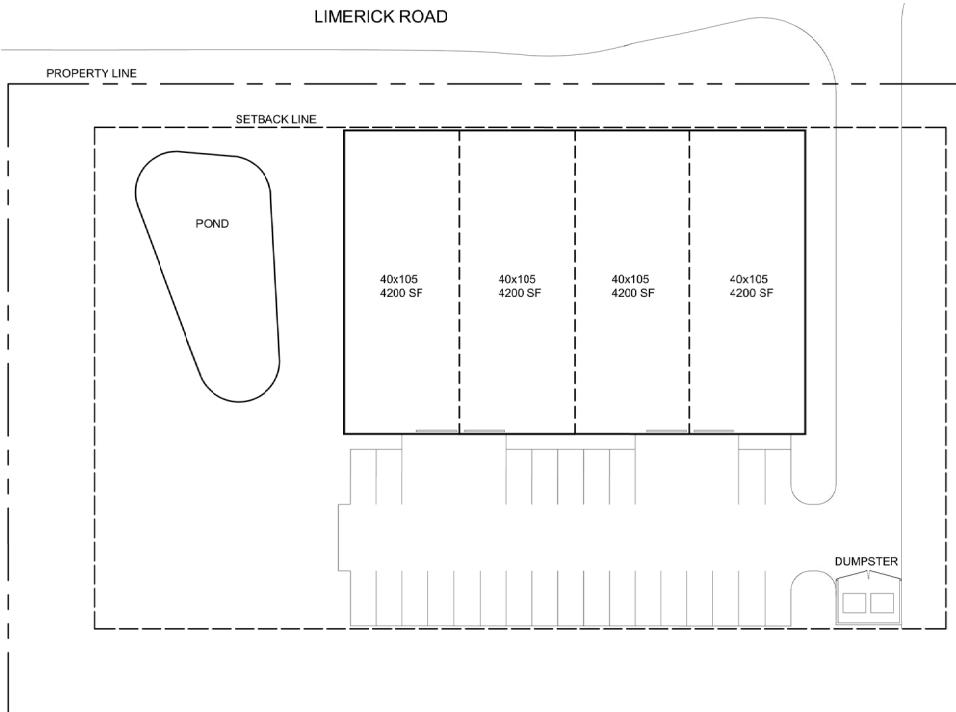 LIMERICK ROAD
PROPERTY LINE
SETBACK LINE
POND
40x105
4200 SF
40x105
4200 SF
40x105
4200 SF
40x105
4200 SF
DUMPSTER